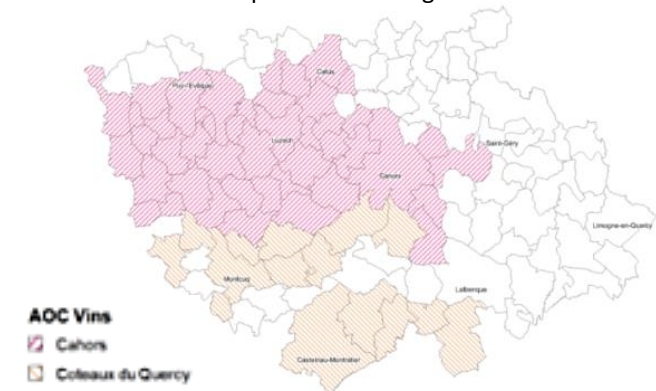 Catus
Puy-l'Evêque
Luzech
Saint-Géry
Cahors
Limogne-en-Quercy
Montcuq
Lalbenque
AOC Vins
Cahors
Coteaux du Quercy
Castelnau-Montratier